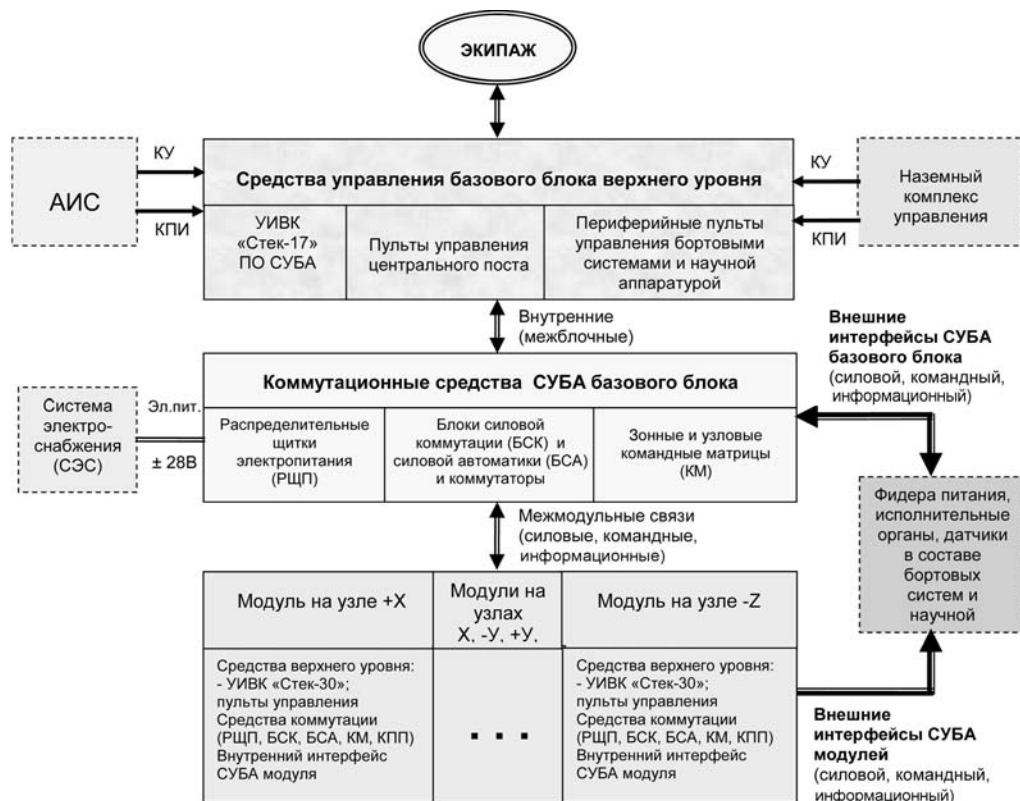 ЭКИПАЖ
АИС
КУ
КПИ
Средства управления базового блока верхнего уровня
УИВК
«Стек-17»
ПО СУБА
Пульты управления
центрального поста
Периферийные пульты
управления бортовыми
системами и научной
аппаратурой
КУ
КПИ
Наземный
комплекс
управления
Внутренние
(межблочные)
Внешние
интерфейсы СУБА
базового блока
(силовой, командный,
информационный)
Система
электро-
снабжения
(СЭС)
Эл.пит.
± 28В
Коммутационные средства СУБА базового блока
Распределительные
щитки
электропитания
(РЩП)
Блоки силовой
коммутации (БСК) и
силовой автоматики (БСА)
и коммутаторы
Зонные и узловые
командные матрицы
(КМ)
Межмодульные связи
(силовые, командные,
информационные)
Фидера питания,
исполнительные
органы, датчики
в составе
бортовых
систем и
научной
Модуль на узле +Х
Модули на
узлах
Х, -У, +У,
Модуль на узле -Z
Средства верхнего уровня:
- УИВК «Стек-30»;
пульты управления
Средства коммутации
(РЩП, БСК, БСА, КМ, КПП)
Внутренний интерфейс
СУБА модуля
. . .
Средства верхнего уровня:
- УИВК «Стек-30»;
пульты управления
Средства коммутации
(РЩП, БСК, БСА, КМ, КПП)
Внутренний интерфейс
СУБА модуля
Внешние
интерфейсы СУБА
модулей
(силовой, командный,
информационный)